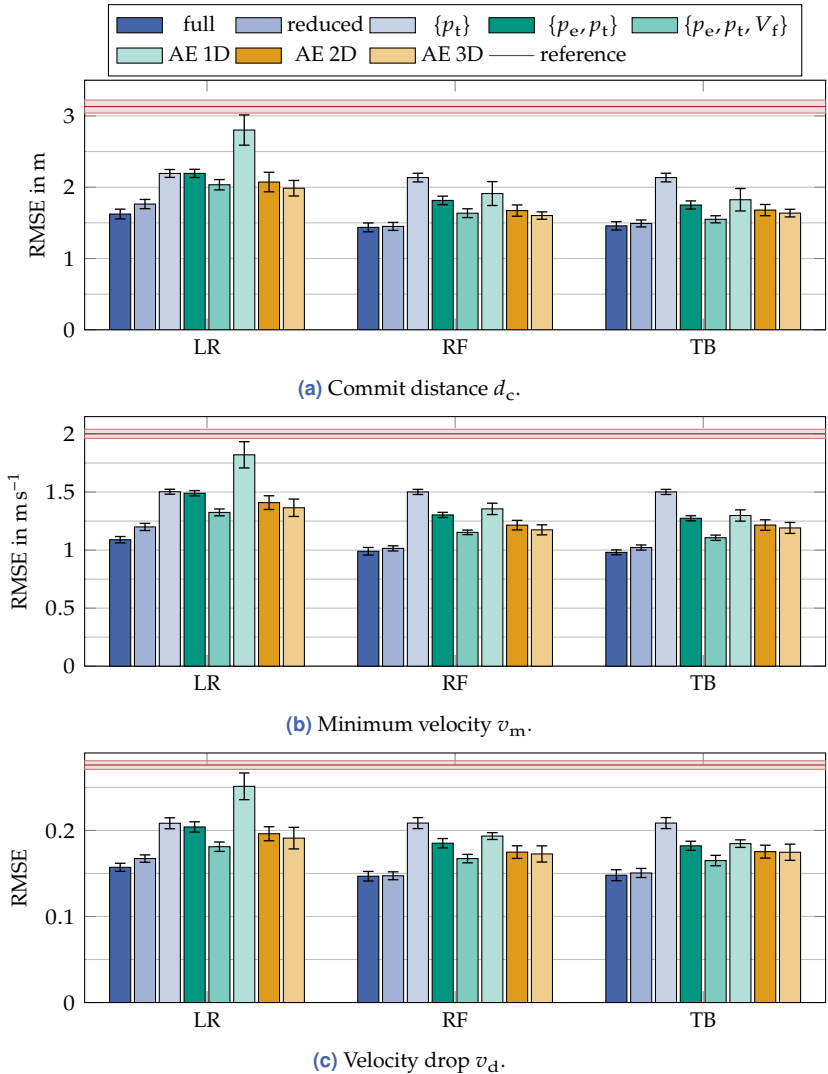 full reduced {p_t} {p_e, p_t} {p_e, p_t, V_f}
AE 1D AE 2D AE 3D reference
3
2
1
0
RMSE in m
LR RF TB
(a) Commit distance d_c.
2
1.5
1
0.5
0
RMSE in m s⁻¹
LR RF TB
(b) Minimum velocity v_m.
0.2
0.1
0
RMSE
LR RF TB
(c) Velocity drop v_d.